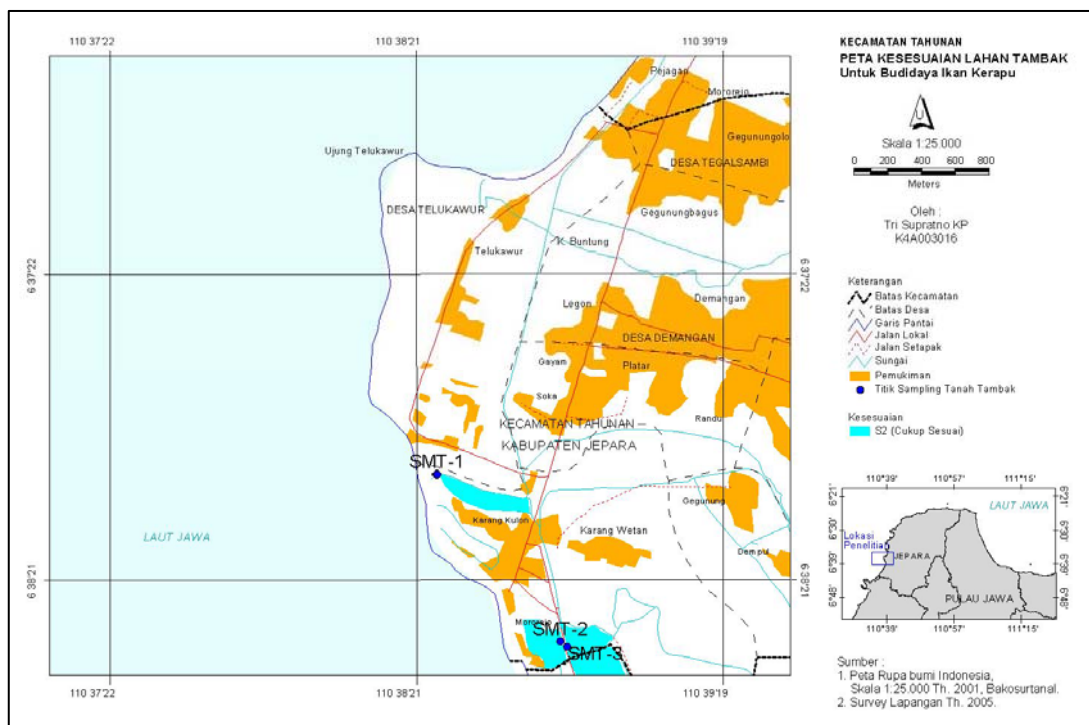 110 37'22
110 38'21
110 39'19
KECAMATAN TAHUNAN
PETA KESESUAIAN LAHAN TAMBAK
Untuk Budidaya Ikan Kerapu
U
Skala 1:25.000
0 200 400 600 800
Meters
Oleh :
Tri Supratno KP
K4A003016
Keterangan
Batas Kecamatan
Batas Desa
Garis Pantai
Jalan Lokal
Jalan Setapak
Sungai
Pemukiman
Titik Sampling Tanah Tambak
Kesesuaian
S2 (Cukup Sesuai)
Pejagan
Mororejo
Gegunungolo
Ujung Telukawur
DESA TEGALSAMBI
DESA TELUKAWUR
Gegunungbagus
K. Buntung
Telukawur
6 37'22
6 37'22
Legon
Demangan
DESA DEMANGAN
Gayam
Platar
Soka
Randu
KECAMATAN TAHUNAN –
KABUPATEN JEPARA
SMT-1
Gegunung
Karang Kulon
Karang Wetan
LAUT JAWA
Dempul
6 38'21
6 38'21
Mororejo
SMT-2
SMT-3
110 37'22
110 38'21
110 39'19
110°39'
110°57'
111°15'
6°21'
6°21'
LAUT JAWA
6°30'
6°30'
Lokasi
Penelitian
JEPARA
6°39'
6°39'
6°48'
6°48'
PULAU JAWA
110°39'
110°57'
111°15'
Sumber :
1. Peta Rupa bumi Indonesia,
Skala 1:25.000 Th. 2001, Bakosurtanal.
2. Survey Lapangan Th. 2005.